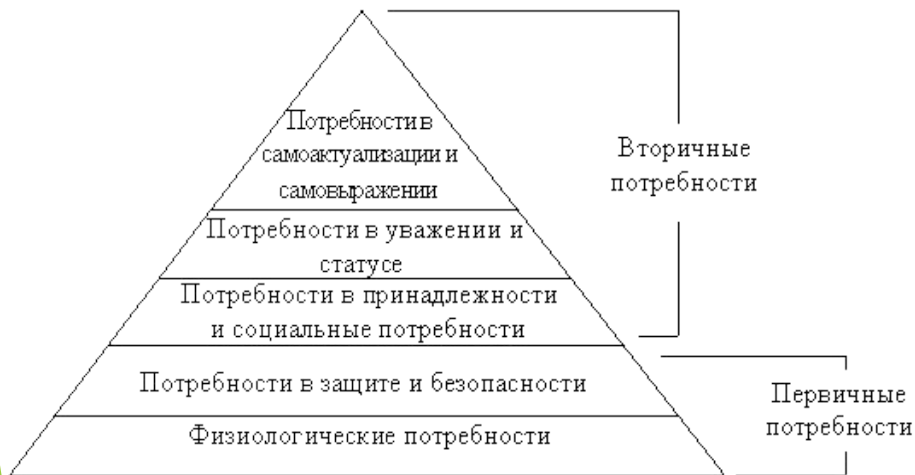 Потребности в
самоактуализации и
самовыражении
Потребности в уважении и
статусе
Потребности в принадлежности
и социальные потребности
Потребности в защите и безопасности
Физиологические потребности
Вторичные
потребности
Первичные
потребности